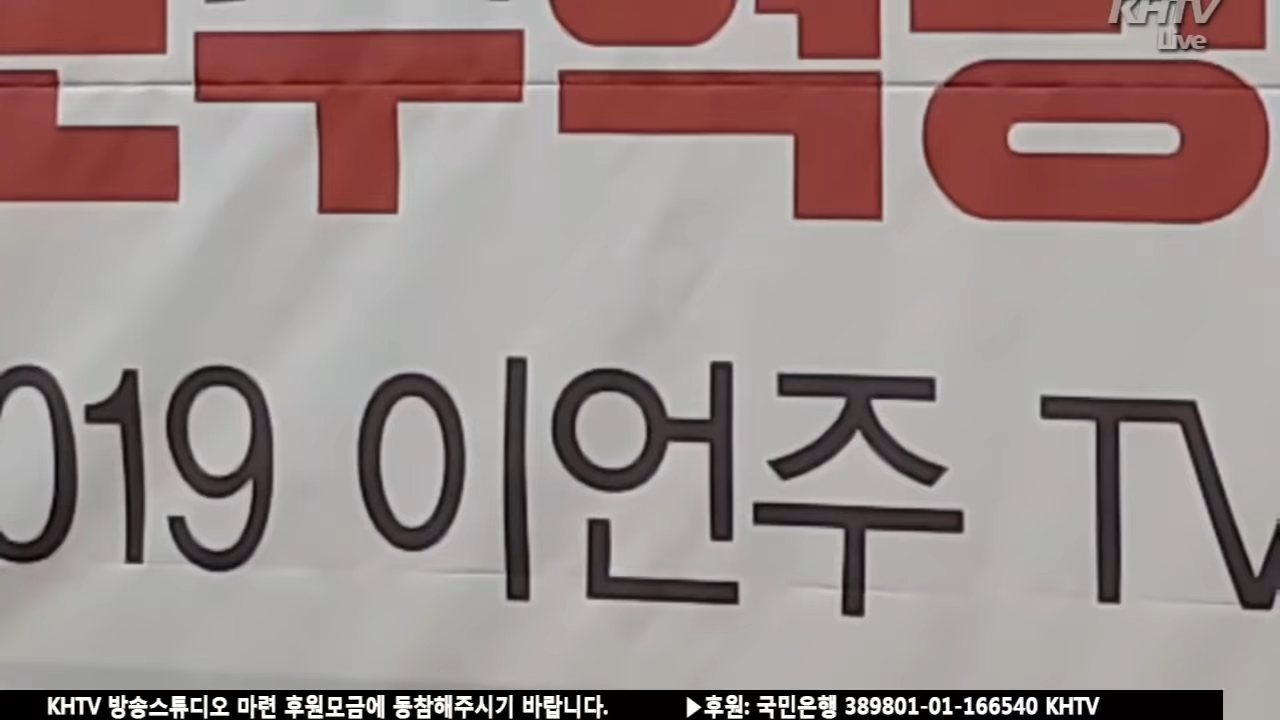 KHTV
Live
019 이언주 TV
KHTV 방송스튜디오 마련 후원모금에 동참해주시기 바랍니다. ▶후원: 국민은행 389801-01-166540 KHTV